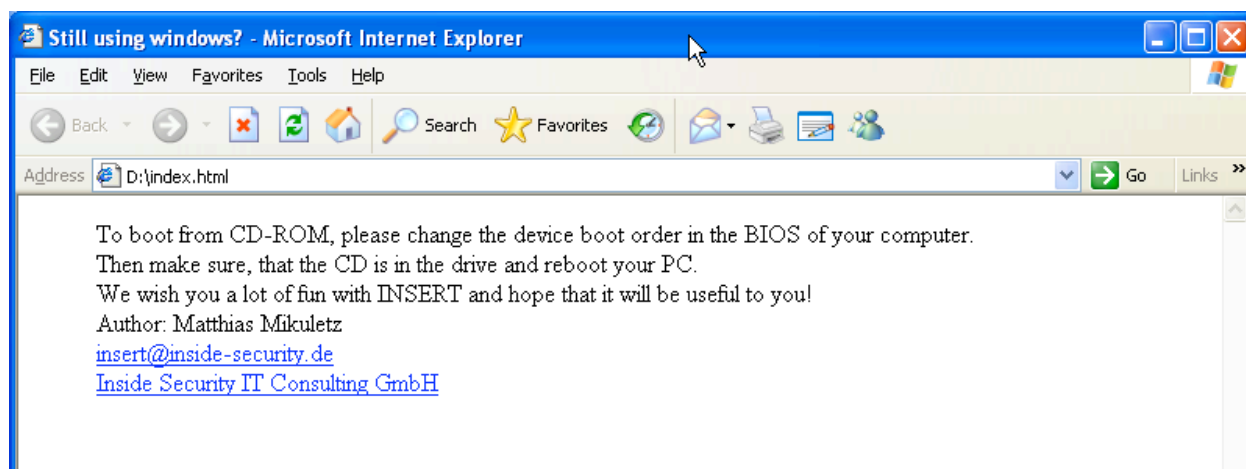 Still using windows? - Microsoft Internet Explorer
File Edit View Favorites Tools Help
Back Search Favorites
Address D:\index.html Go Links »
To boot from CD-ROM, please change the device boot order in the BIOS of your computer.
Then make sure, that the CD is in the drive and reboot your PC.
We wish you a lot of fun with INSERT and hope that it will be useful to you!
Author: Matthias Mikuletz
insert@inside-security.de
Inside Security IT Consulting GmbH